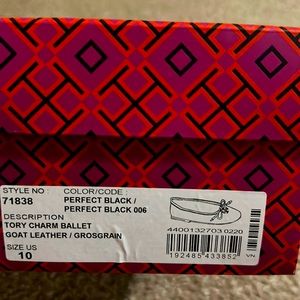 STYLE NO : COLOR/CODE :
71838 PERFECT BLACK /
PERFECT BLACK 006
DESCRIPTION
TORY CHARM BALLET
GOAT LEATHER / GROSGRAIN
SIZE US
10
4400132703 0220
192485433852
VN